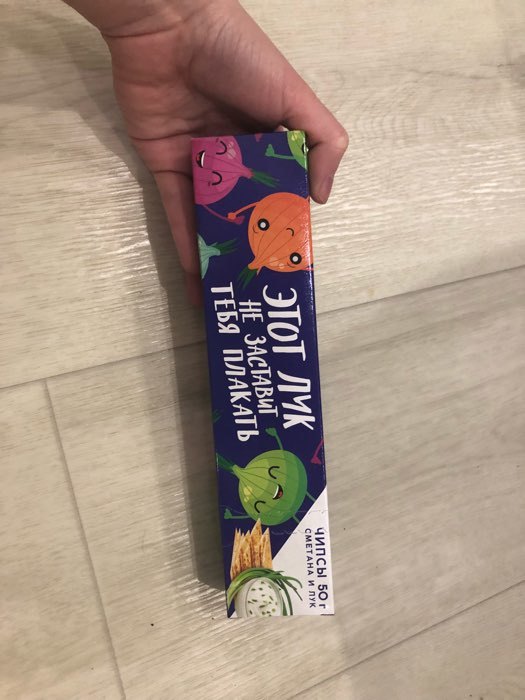 ЭТОТ ЛУК
НЕ ЗАСТАВИТ
ТЕБЯ ПЛАКАТЬ
ЧИПСЫ 50 г
СМЕТАНА И ЛУК